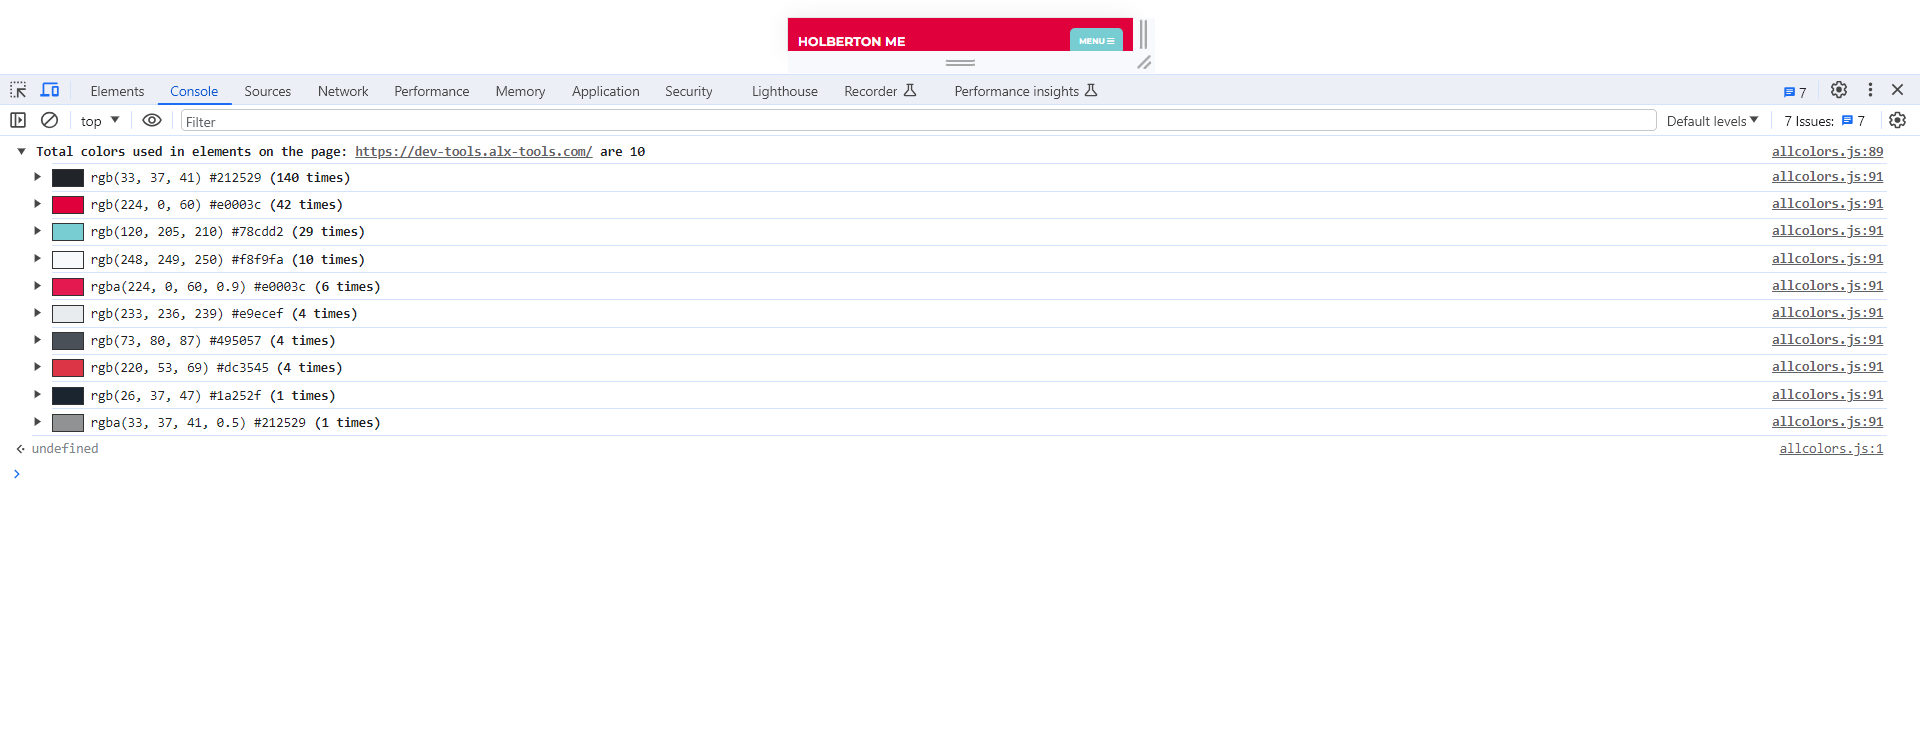 HOLBERTON ME
MENU
Elements Console Sources Network Performance Memory Application Security Lighthouse Recorder Performance insights 7
top Filter Default levels 7 Issues: 7
Total colors used in elements on the page: https://dev-tools.alx-tools.com/ are 10 allcolors.js:89
rgb(33, 37, 41) #212529 (140 times) allcolors.js:91
rgb(224, 0, 60) #e0003c (42 times) allcolors.js:91
rgb(120, 205, 210) #78cdd2 (29 times) allcolors.js:91
rgb(248, 249, 250) #f8f9fa (10 times) allcolors.js:91
rgba(224, 0, 60, 0.9) #e0003c (6 times) allcolors.js:91
rgb(233, 236, 239) #e9ecef (4 times) allcolors.js:91
rgb(73, 80, 87) #495057 (4 times) allcolors.js:91
rgb(220, 53, 69) #dc3545 (4 times) allcolors.js:91
rgb(26, 37, 47) #1a252f (1 times) allcolors.js:91
rgba(33, 37, 41, 0.5) #212529 (1 times) allcolors.js:91
undefined allcolors.js:1